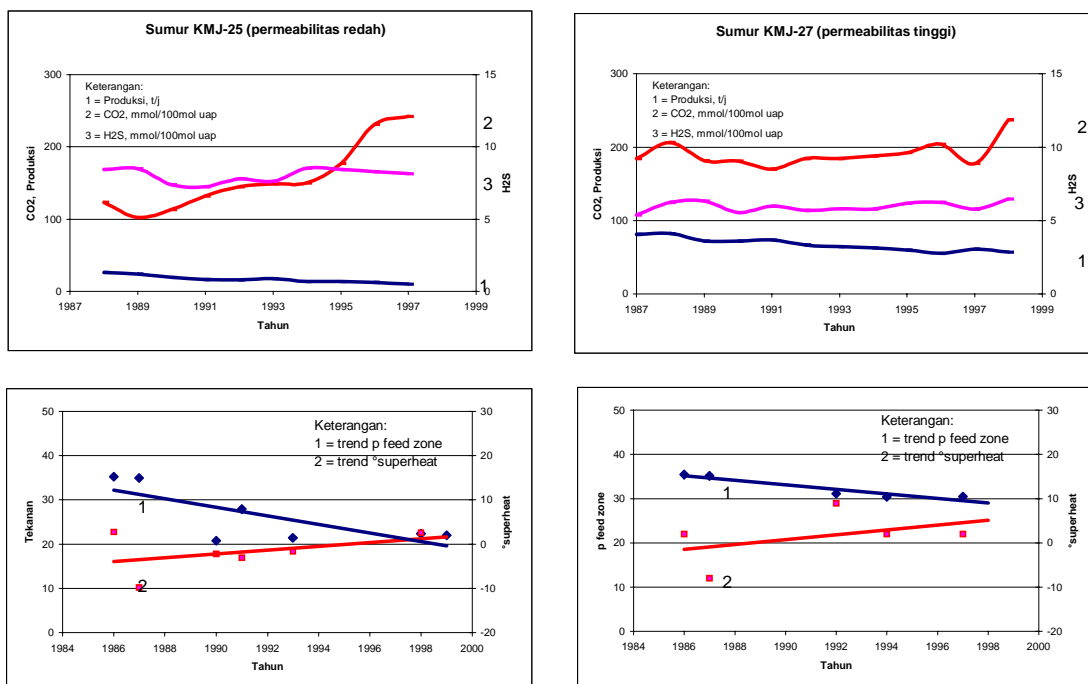 Sumur KMJ-25 (permeabilitas redah)
300
200
100
0
CO2, Produksi
Keterangan:
1 = Produksi, t/j
2 = CO2, mmol/100mol uap
3 = H2S, mmol/100mol uap
15
10
5
0
H2S
2
3
1
1987 1989 1991 1993 1995 1997 1999
Tahun
Sumur KMJ-27 (permeabilitas tinggi)
300
200
100
0
CO2, Produksi
Keterangan:
1 = Produksi, t/j
2 = CO2, mmol/100mol uap
3 = H2S, mmol/100mol uap
15
10
5
0
H2S
2
3
1
1987 1989 1991 1993 1995 1997 1999
Tahun
50
40
30
20
10
0
Tekanan
Keterangan:
1 = trend p feed zone
2 = trend °superheat
30
20
10
0
-10
-20
°superheat
1
2
1984 1986 1988 1990 1992 1994 1996 1998 2000
Tahun
50
40
30
20
10
0
p feed zone
Keterangan:
1 = trend p feed zone
2 = trend °superheat
30
20
10
0
-10
-20
°superheat
1
2
1984 1986 1988 1990 1992 1994 1996 1998 2000
Tahun